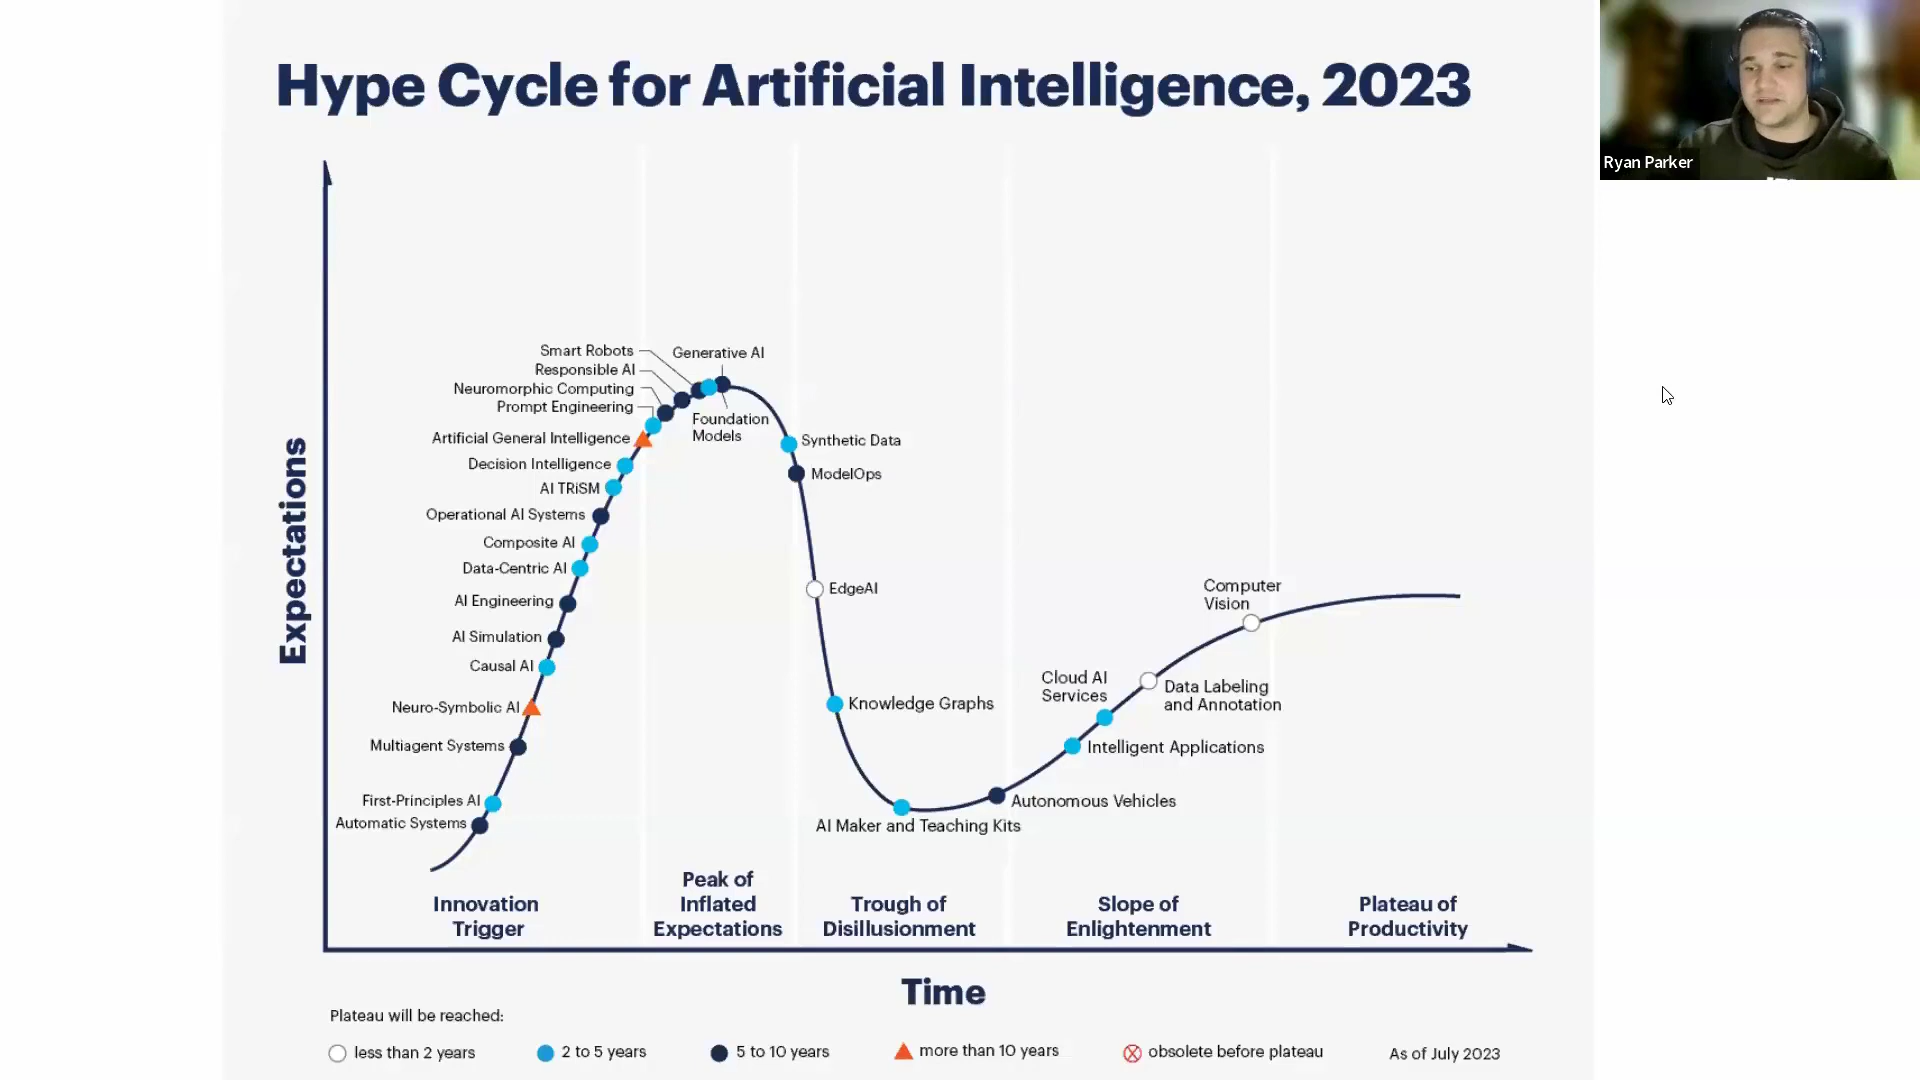 Hype Cycle for Artificial Intelligence, 2023
Ryan Parker
Expectations
Smart Robots
Generative AI
Responsible AI
Neuromorphic Computing
Prompt Engineering
Foundation
Models
Artificial General Intelligence
Synthetic Data
Decision Intelligence
ModelOps
AI TRiSM
Operational AI Systems
Composite AI
Data-Centric AI
EdgeAI
Computer
Vision
AI Engineering
AI Simulation
Causal AI
Cloud AI
Services
Data Labeling
and Annotation
Neuro-Symbolic AI
Knowledge Graphs
Multiagent Systems
Intelligent Applications
First-Principles AI
Autonomous Vehicles
Automatic Systems
AI Maker and Teaching Kits
Innovation
Trigger
Peak of
Inflated
Expectations
Trough of
Disillusionment
Slope of
Enlightenment
Plateau of
Productivity
Time
Plateau will be reached:
less than 2 years
2 to 5 years
5 to 10 years
more than 10 years
obsolete before plateau
As of July 2023